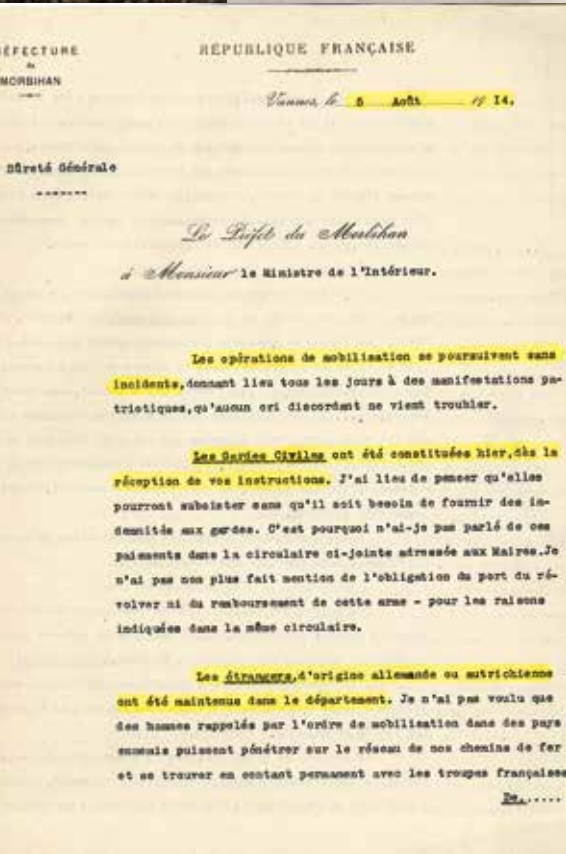 RÉPUBLIQUE FRANÇAISE
ÉFECTURE
MORBIHAN
Vannes, le 5 Août 19 14.
Sûreté Générale
Le Préfet du Morbihan
à Monsieur le Ministre de l'Intérieur.
Les opérations de mobilisation se poursuivent sans
incidents, donnant lieu tous les jours à des manifestations pa-
triotiques, qu'aucun cri discordant ne vient troubler.
Les Gardes Civiles ont été constituées hier, dès la
réception de vos instructions. J'ai lieu de penser qu'elles
pourront subsister sans qu'il soit besoin de fournir des in-
demnités aux gardes. C'est pourquoi n'ai-je pas parlé de ces
paiements dans la circulaire ci-jointe adressée aux Maires. Je
n'ai pas non plus fait mention de l'obligation du port du ré-
volver ni du remboursement de cette arme - pour les raisons
indiquées dans la même circulaire.
Les étrangers, d'origine allemande ou autrichienne
ont été maintenus dans le département. Je n'ai pas voulu que
des hommes rappelés par l'ordre de mobilisation dans des pays
ennemis puissent pénétrer sur le réseau de nos chemins de fer
et se trouver en contact permanent avec les troupes françaises
De.....